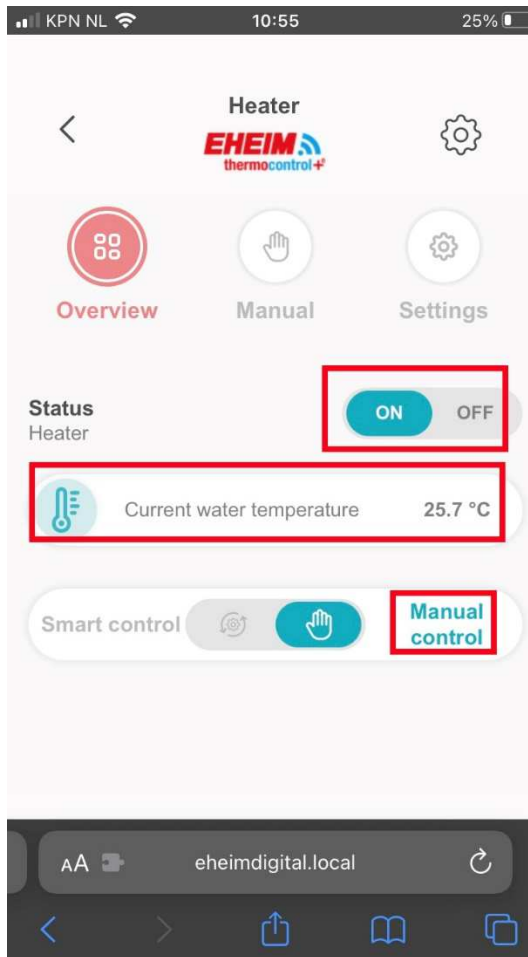 KPN NL 10:55 25%
Heater
EHEIM
thermocontrol+e
Overview Manual Settings
Status
Heater
ON OFF
Current water temperature 25.7 °C
Smart control
Manual
control
AA eheimdigital.local